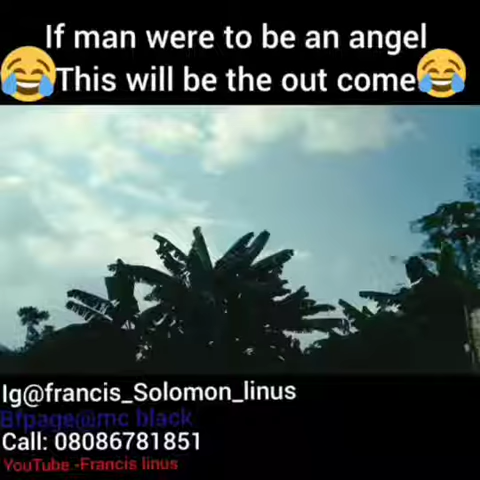 If man were to be an angel
This will be the out come
Ig@francis_Solomon_linus
Bfpage@mc black
Call: 08086781851
YouTube -Francis linus